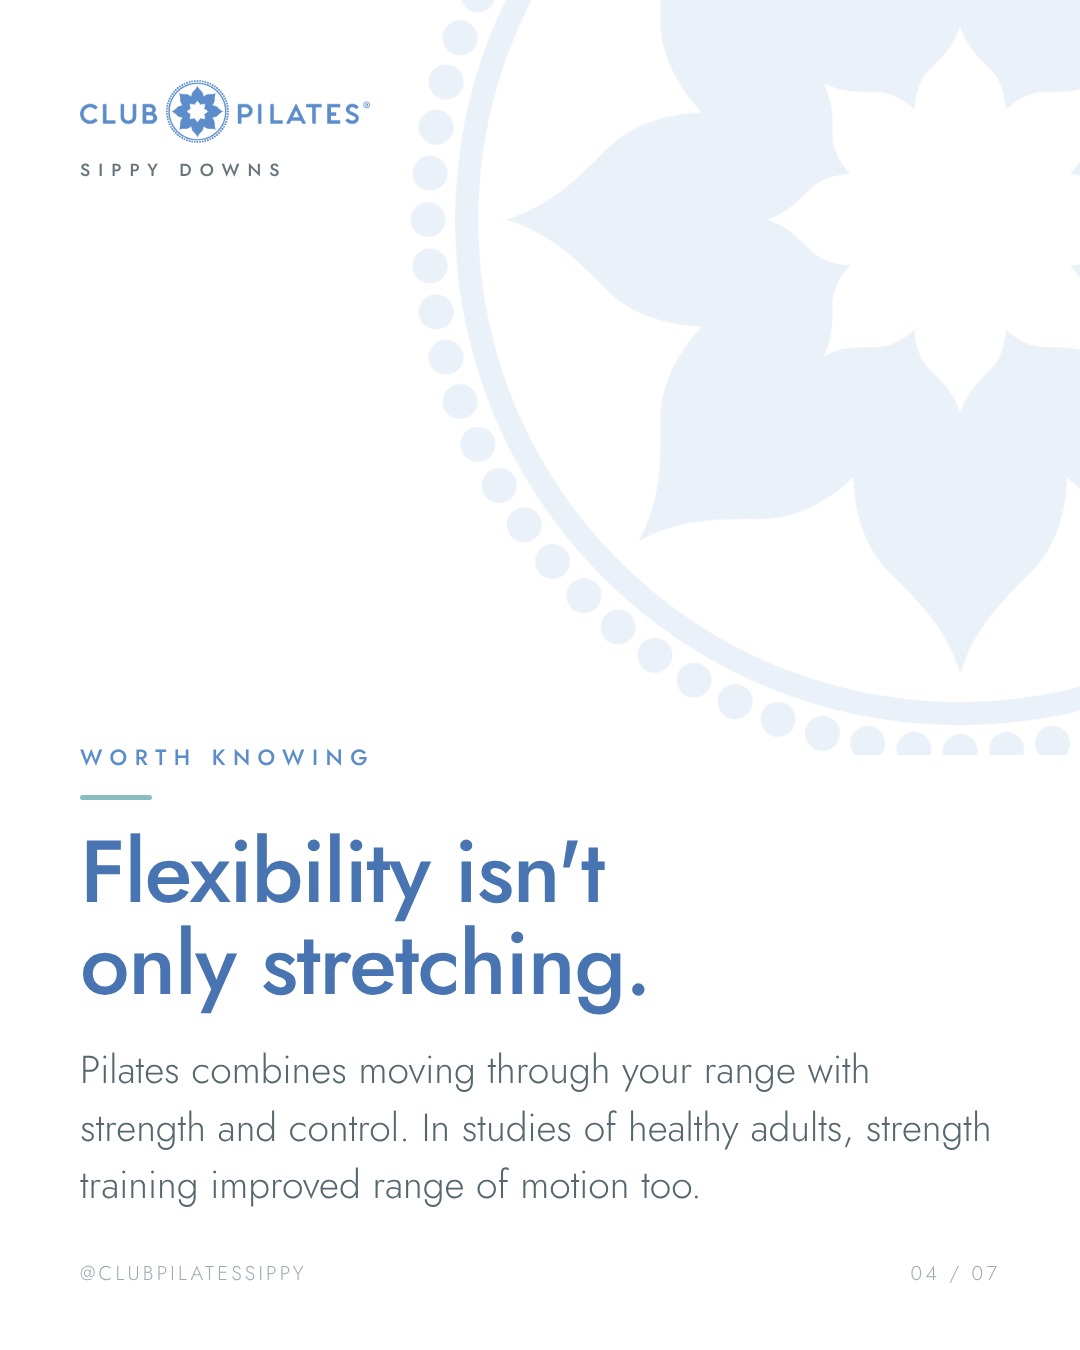 CLUB PILATES®
SIPPY DOWNS
WORTH KNOWING
Flexibility isn't
only stretching.
Pilates combines moving through your range with
strength and control. In studies of healthy adults, strength
training improved range of motion too.
@CLUBPILATESSIPPY
04 / 07